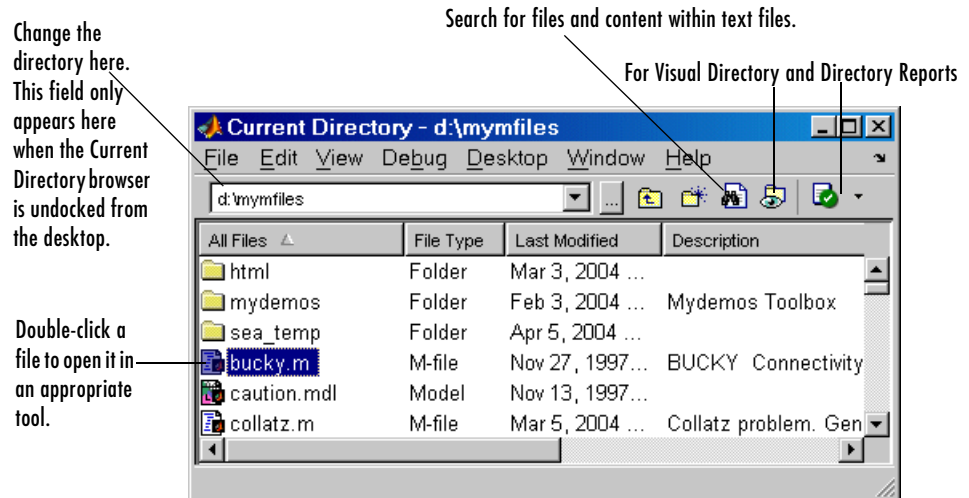 Search for files and content within text files.
Change the
directory here.
This field only
appears here
when the Current
Directory browser
is undocked from
the desktop.
For Visual Directory and Directory Reports
Current Directory - d:\mymfiles
File Edit View Debug Desktop Window Help
d:\mymfiles
...
All Files File Type Last Modified Description
html Folder Mar 3, 2004 ...
mydemos Folder Feb 3, 2004 ... Mydemos Toolbox
sea_temp Folder Apr 5, 2004 ...
bucky.m M-file Nov 27, 1997... BUCKY Connectivity
caution.mdl Model Nov 13, 1997...
collatz.m M-file Mar 5, 2004 ... Collatz problem. Gen
Double-click a
file to open it in
an appropriate
tool.